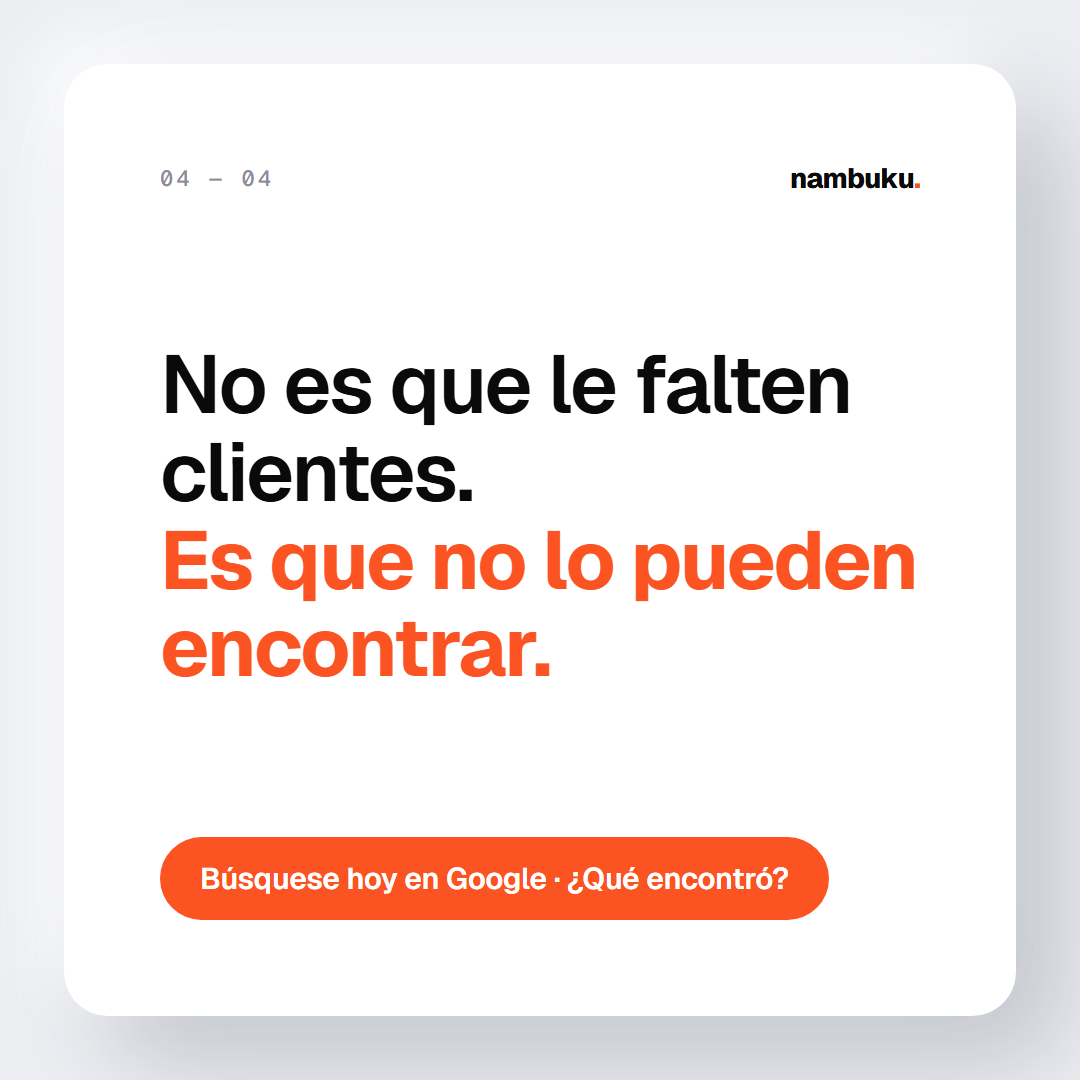 04 — 04
nambuku.
No es que le falten
clientes.
Es que no lo pueden
encontrar.
Búsquese hoy en Google · ¿Qué encontró?